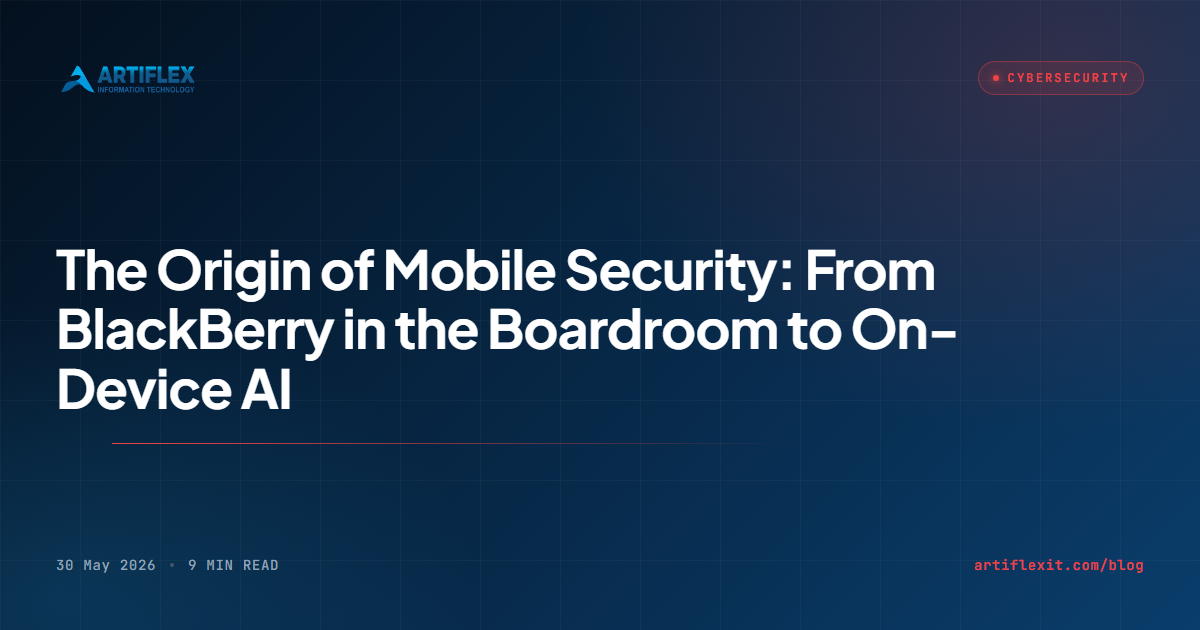 ARTIFLEX
INFORMATION TECHNOLOGY
CYBERSECURITY
The Origin of Mobile Security: From
BlackBerry in the Boardroom to On-
Device AI
30 May 2026 • 9 MIN READ
artiflexit.com/blog